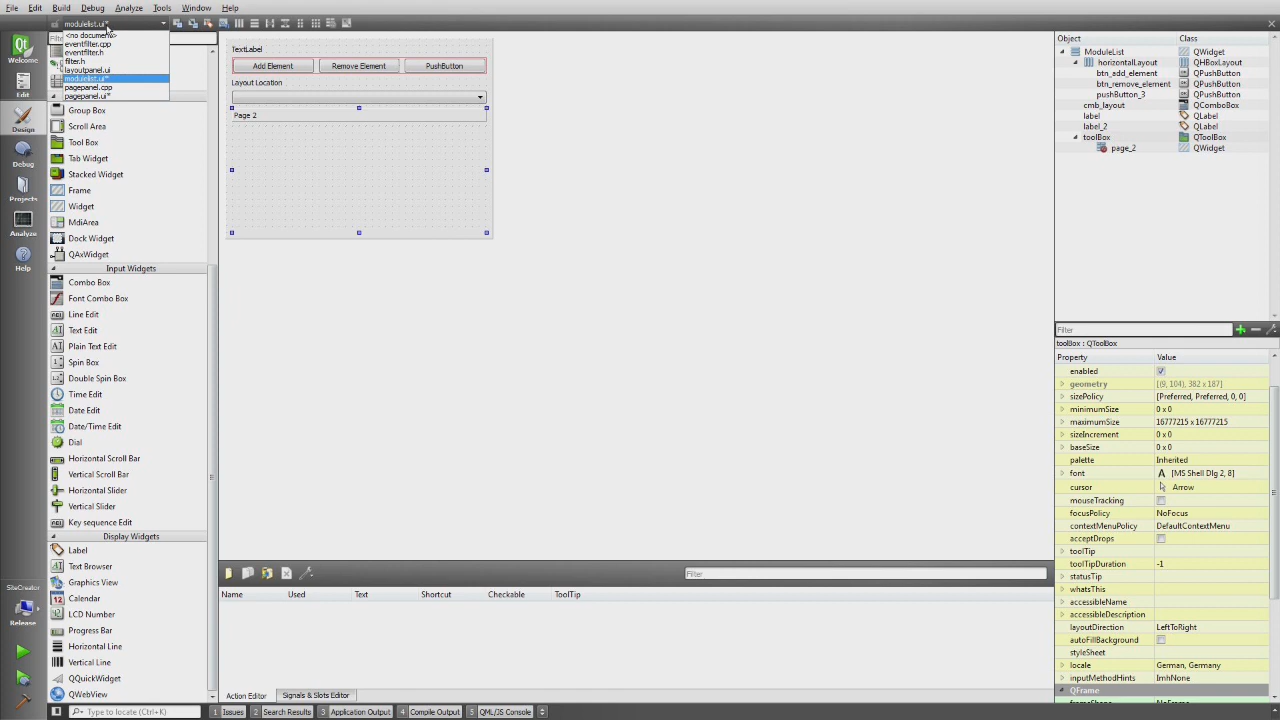 File Edit Build Debug Analyze Tools Window Help
modulelist.ui*
<no document>
eventfilter.cpp
eventfilter.h
filter.h
layoutpanel.ui
modulelist.ui*
pagepanel.cpp
pagepanel.ui*
Welcome
Edit
Design
Debug
Projects
Analyze
Help
SiteCreator
Release
Group Box
Scroll Area
Tool Box
Tab Widget
Stacked Widget
Frame
Widget
MdiArea
Dock Widget
QAxWidget
Input Widgets
Combo Box
Font Combo Box
Line Edit
Text Edit
Plain Text Edit
Spin Box
Double Spin Box
Time Edit
Date Edit
Date/Time Edit
Dial
Horizontal Scroll Bar
Vertical Scroll Bar
Horizontal Slider
Vertical Slider
Key sequence Edit
Display Widgets
Label
Text Browser
Graphics View
Calendar
LCD Number
Progress Bar
Horizontal Line
Vertical Line
QQuickWidget
QWebView
TextLabel
Add Element Remove Element PushButton
Layout Location
Page 2
Filter
Name Used Text Shortcut Checkable ToolTip
Action Editor Signals & Slots Editor
Object Class
ModuleList QWidget
horizontalLayout QHBoxLayout
btn_add_element QPushButton
btn_remove_element QPushButton
pushButton_3 QPushButton
cmb_layout QComboBox
label QLabel
label_2 QLabel
toolBox QToolBox
page_2 QWidget
Filter
toolBox : QToolBox
Property Value
enabled
geometry [(9, 104), 382 x 187]
sizePolicy [Preferred, Preferred, 0, 0]
minimumSize 0 x 0
maximumSize 16777215 x 16777215
sizeIncrement 0 x 0
baseSize 0 x 0
palette Inherited
font A [MS Shell Dlg 2, 8]
cursor Arrow
mouseTracking
focusPolicy NoFocus
contextMenuPolicy DefaultContextMenu
acceptDrops
toolTip
toolTipDuration -1
statusTip
whatsThis
accessibleName
accessibleDescription
layoutDirection LeftToRight
autoFillBackground
styleSheet
locale German, Germany
inputMethodHints ImhNone
QFrame
Type to locate (Ctrl+K) 1 Issues 2 Search Results 3 Application Output 4 Compile Output 5 QML/JS Console